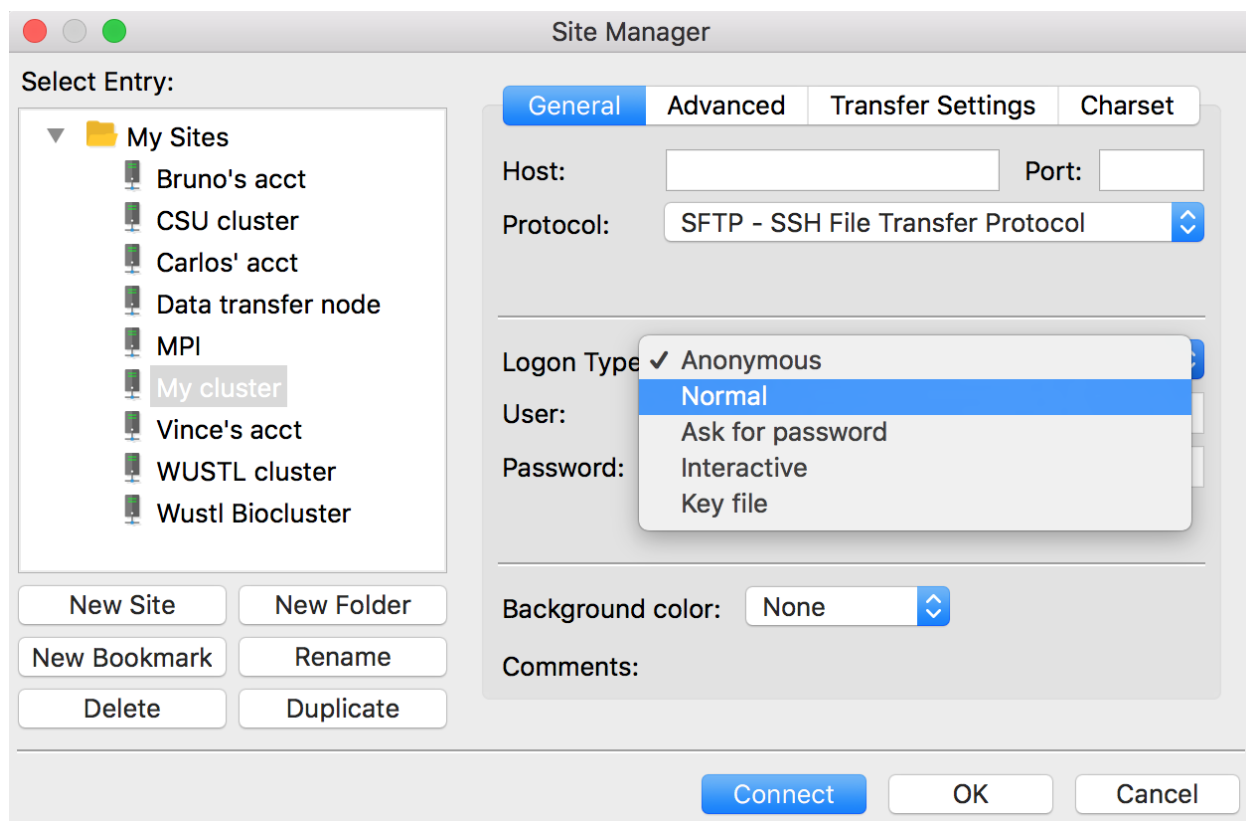 Site Manager
Select Entry:
My Sites
Bruno's acct
CSU cluster
Carlos' acct
Data transfer node
MPI
My cluster
Vince's acct
WUSTL cluster
Wustl Biocluster
New Site New Folder
New Bookmark Rename
Delete Duplicate
General Advanced Transfer Settings Charset
Host: Port:
Protocol: SFTP - SSH File Transfer Protocol
Logon Type ✓ Anonymous
Normal
User:
Ask for password
Password: Interactive
Key file
Background color: None
Comments:
Connect OK Cancel